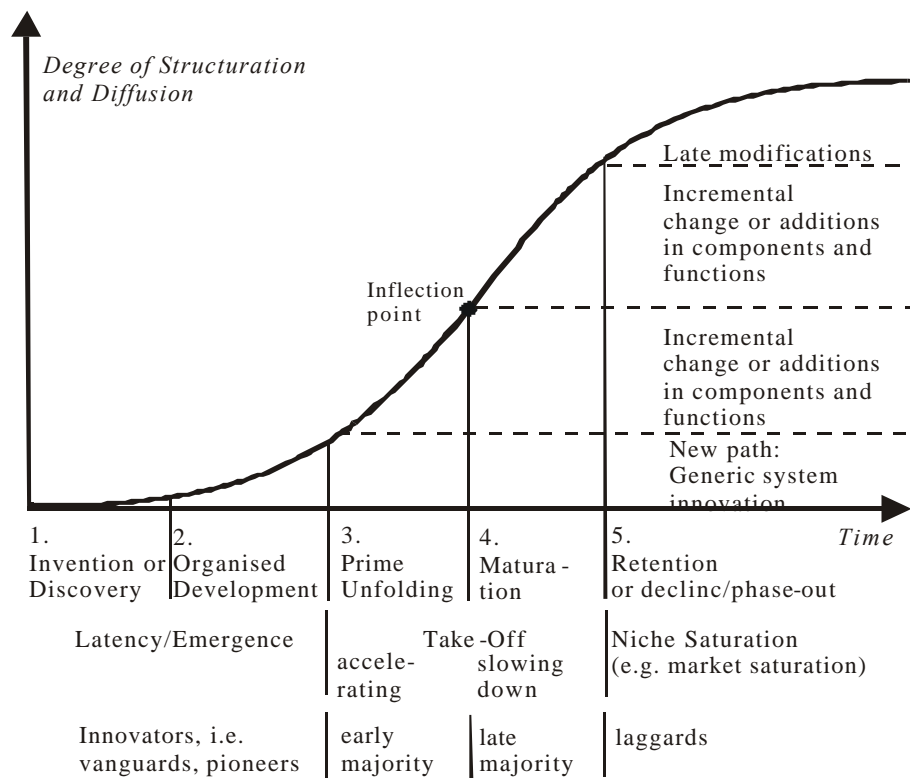 Degree of Structuration
and Diffusion
Late modifications
Incremental
change or additions
in components and
functions
Inflection
point
Incremental
change or additions
in components and
functions
New path:
Generic system
innovation
Time
1.
Invention or
Discovery
2.
Organised
Development
3.
Prime
Unfolding
4.
Matura-
tion
5.
Retention
or declinc/phase-out
Latency/Emergence
Take-Off
accele-
rating
slowing
down
Niche Saturation
(e.g. market saturation)
Innovators, i.e.
vanguards, pioneers
early
majority
late
majority
laggards